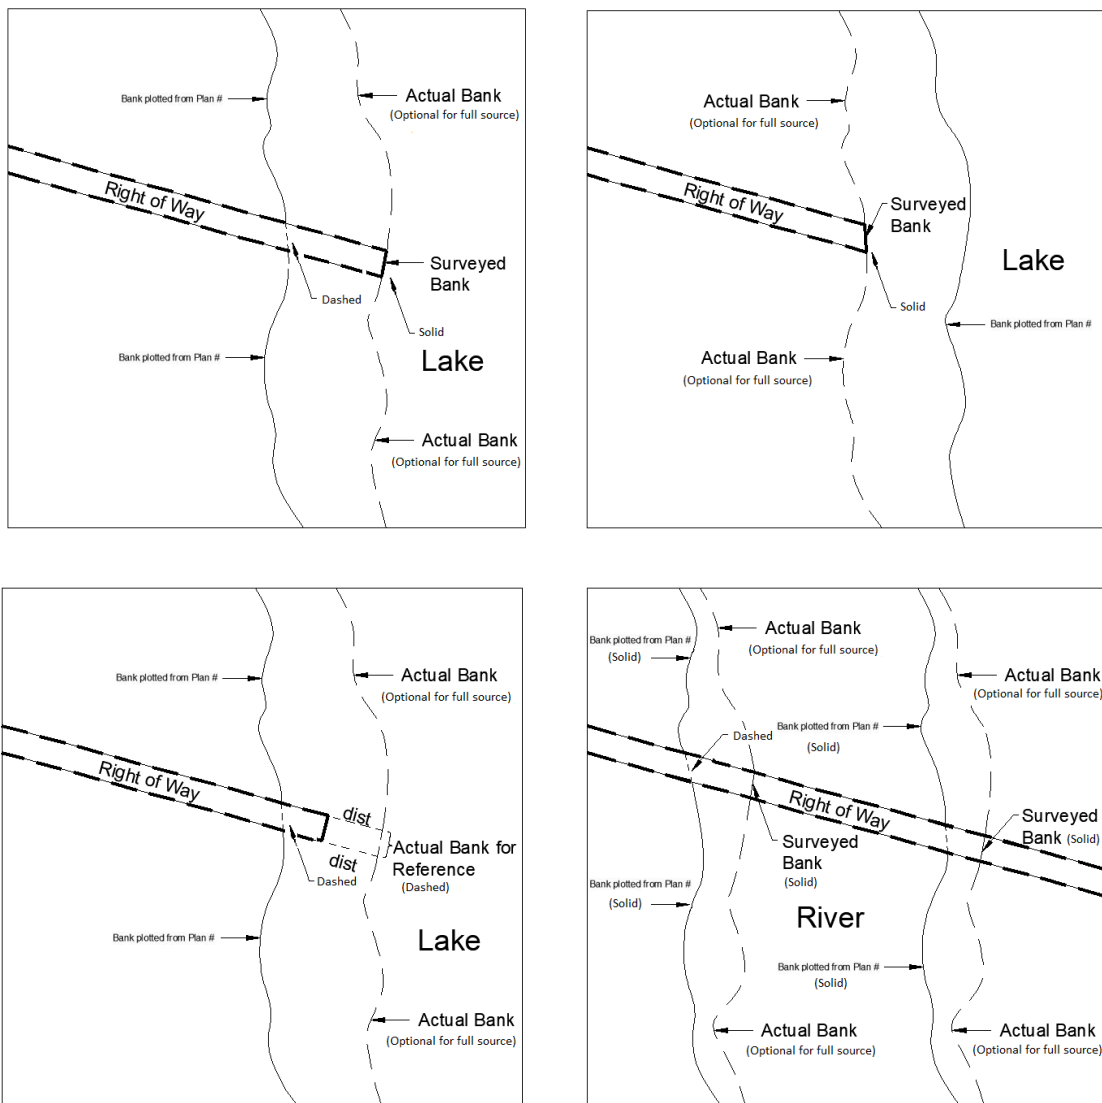 Bank plotted from Plan #
Actual Bank
(Optional for full source)
Right of Way
Surveyed
Bank
Dashed
Solid
Bank plotted from Plan #
Lake
Actual Bank
(Optional for full source)
Actual Bank
(Optional for full source)
Right of Way
Surveyed
Bank
Lake
Solid
Bank plotted from Plan #
Actual Bank
(Optional for full source)
Bank plotted from Plan #
Actual Bank
(Optional for full source)
Right of Way
dist
dist
Actual Bank for
Reference
(Dashed)
Dashed
Bank plotted from Plan #
Lake
Actual Bank
(Optional for full source)
Bank plotted from Plan #
(Solid)
Actual Bank
(Optional for full source)
Actual Bank
(Optional for full source)
Bank plotted from Plan #
(Solid)
Dashed
Right of Way
Surveyed
Bank (Solid)
Surveyed
Bank
(Solid)
Bank plotted from Plan #
(Solid)
River
Bank plotted from Plan #
(Solid)
Actual Bank
(Optional for full source)
Actual Bank
(Optional for full source)